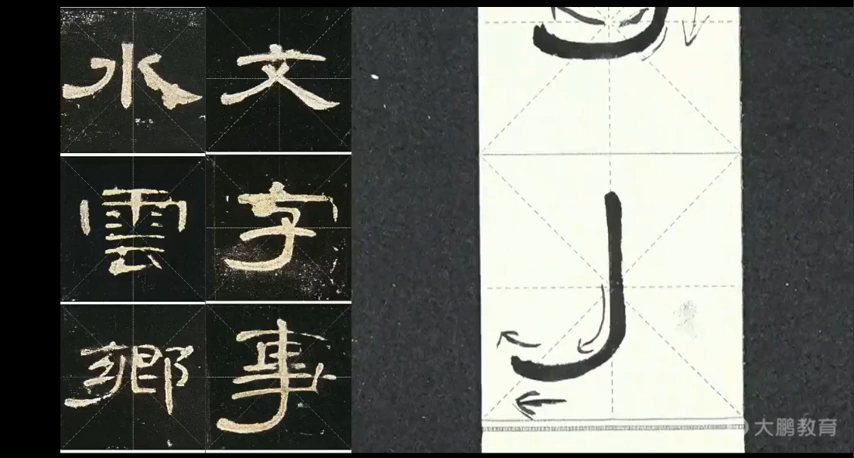 水 文
雲 字
鄉 事
大鹏教育